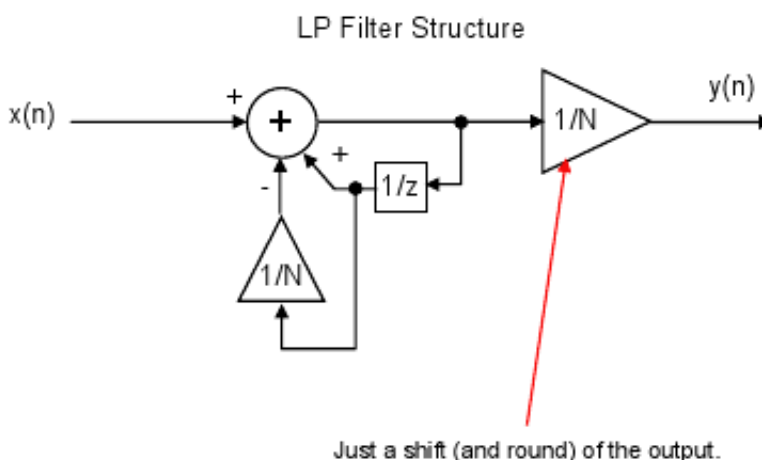 LP Filter Structure
x(n)
+
+
1/N
y(n)
+
1/z
-
1/N
Just a shift (and round) of the output.